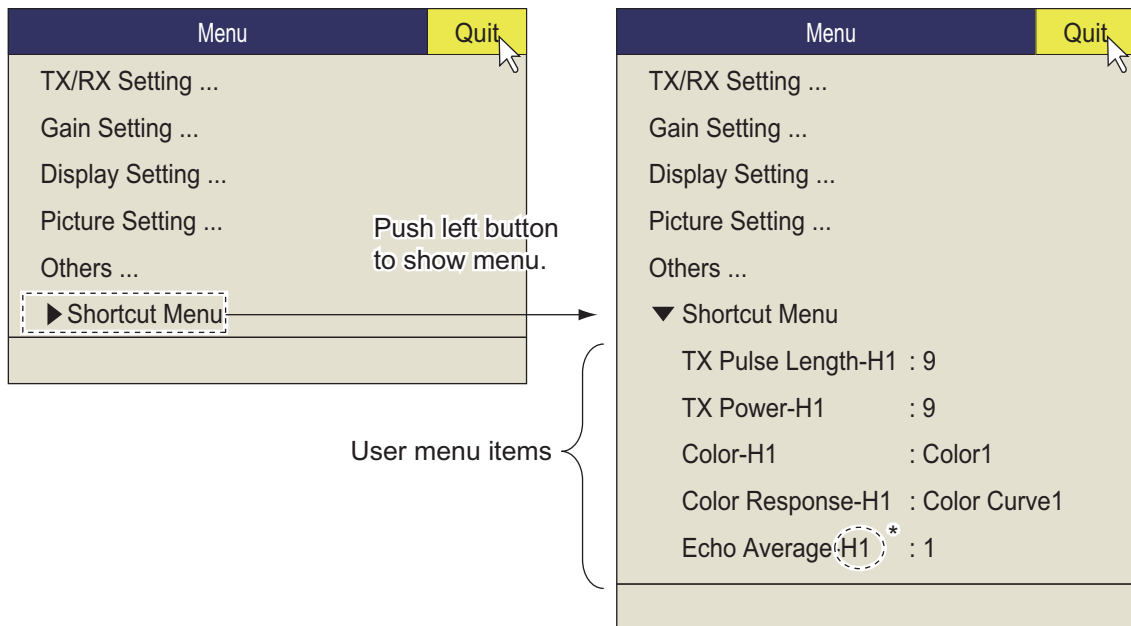 Menu Quit
TX/RX Setting ...
Gain Setting ...
Display Setting ...
Picture Setting ...
Others ...
▶ Shortcut Menu
Push left button
to show menu.
User menu items
Menu Quit
TX/RX Setting ...
Gain Setting ...
Display Setting ...
Picture Setting ...
Others ...
▼ Shortcut Menu
TX Pulse Length-H1 : 9
TX Power-H1 : 9
Color-H1 : Color1
Color Response-H1 : Color Curve1
Echo Average-H1 * : 1